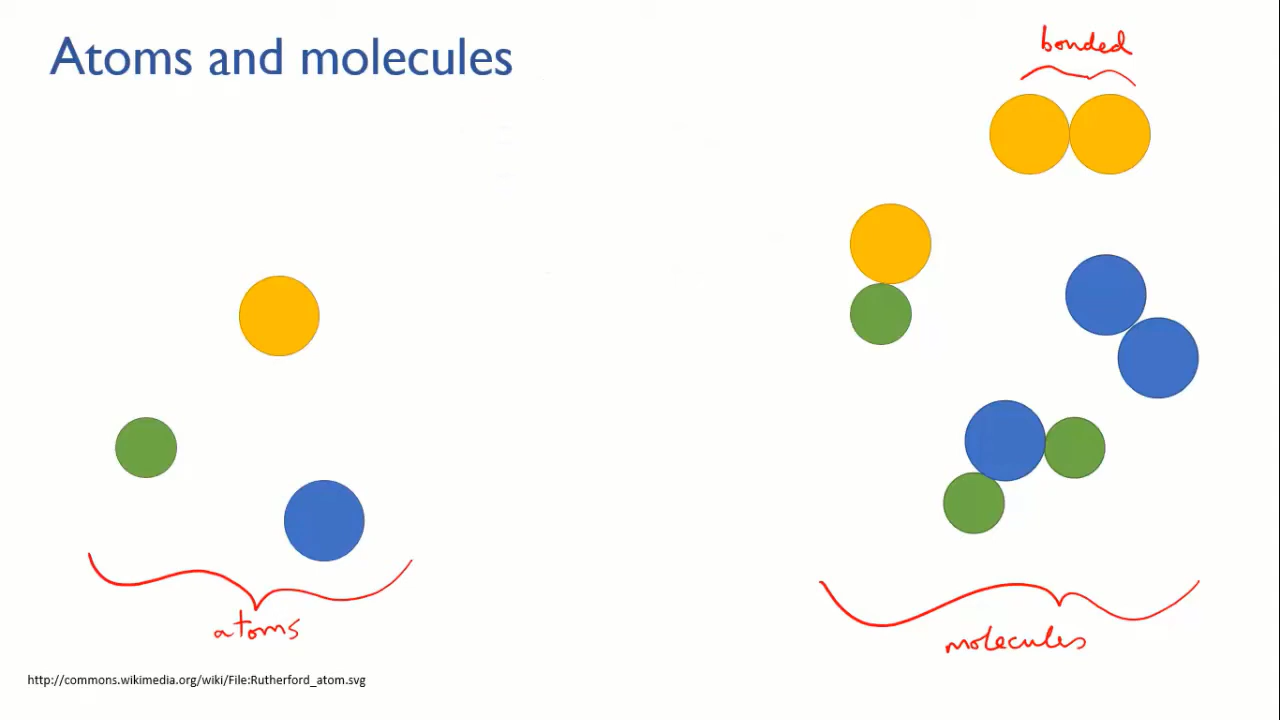 Atoms and molecules
bonded
atoms
molecules
http://commons.wikimedia.org/wiki/File:Rutherford_atom.svg